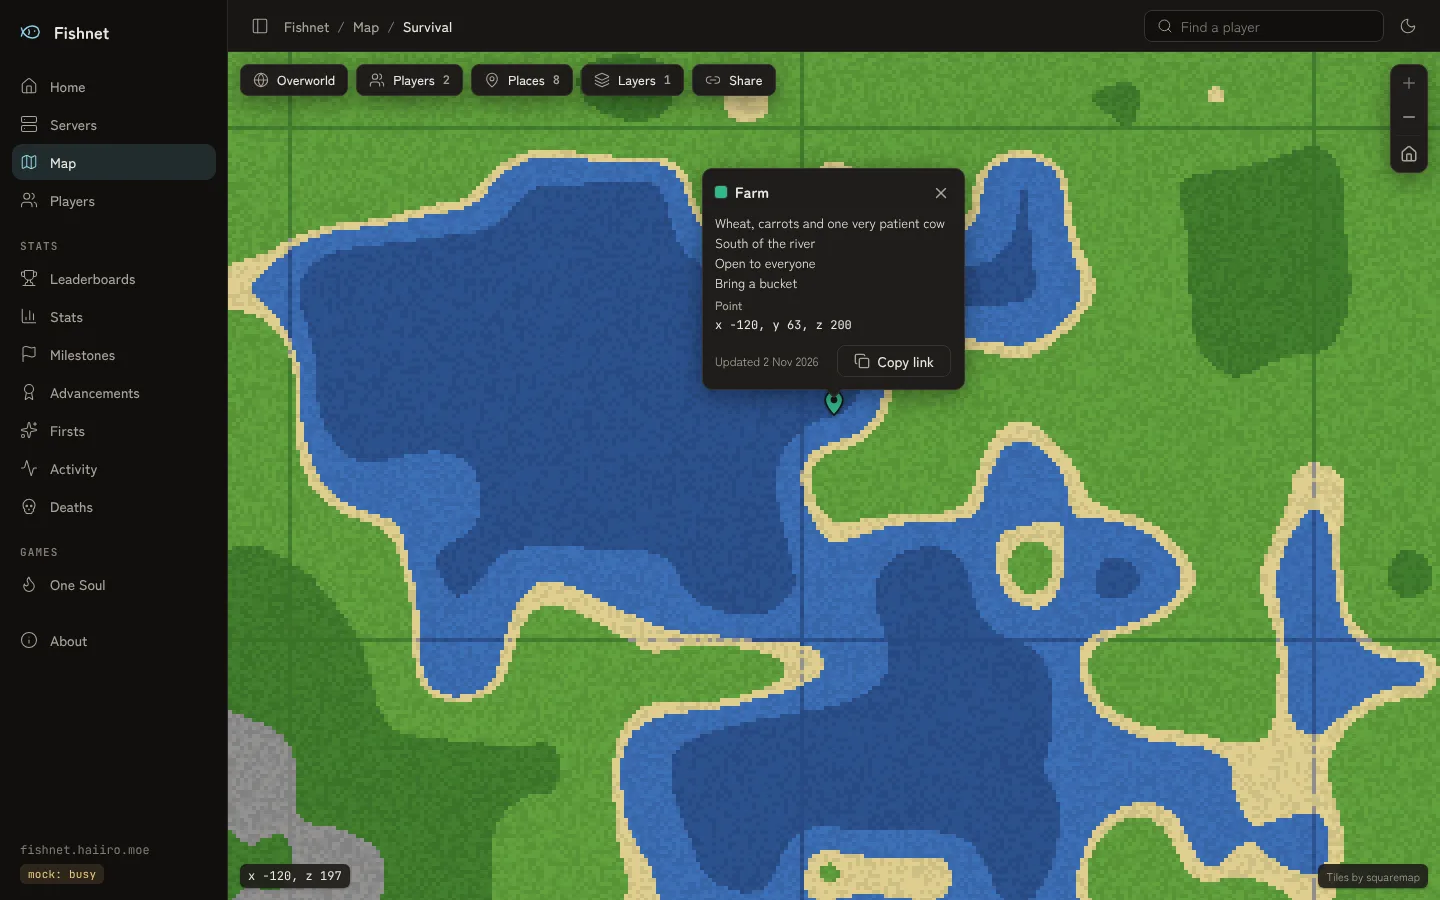 Fishnet
Home
Servers
Map
Players
STATS
Leaderboards
Stats
Milestones
Advancements
Firsts
Activity
Deaths
GAMES
One Soul
About
fishnet.haiiro.moe
mock: busy
Fishnet / Map / Survival
Find a player
Overworld
Players 2
Places 8
Layers 1
Share
Farm
Wheat, carrots and one very patient cow
South of the river
Open to everyone
Bring a bucket
Point
x -120, y 63, z 200
Updated 2 Nov 2026
Copy link
x -120, z 197
Tiles by squaremap